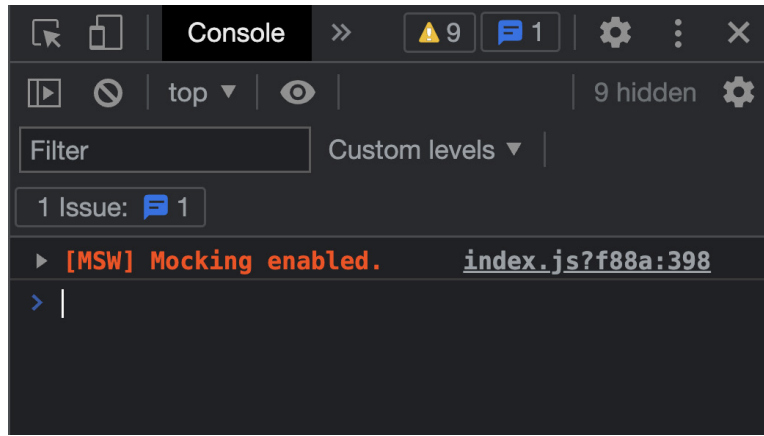 Console 9 1
top 9 hidden
Filter Custom levels
1 Issue: 1
[MSW] Mocking enabled. index.js?f88a:398